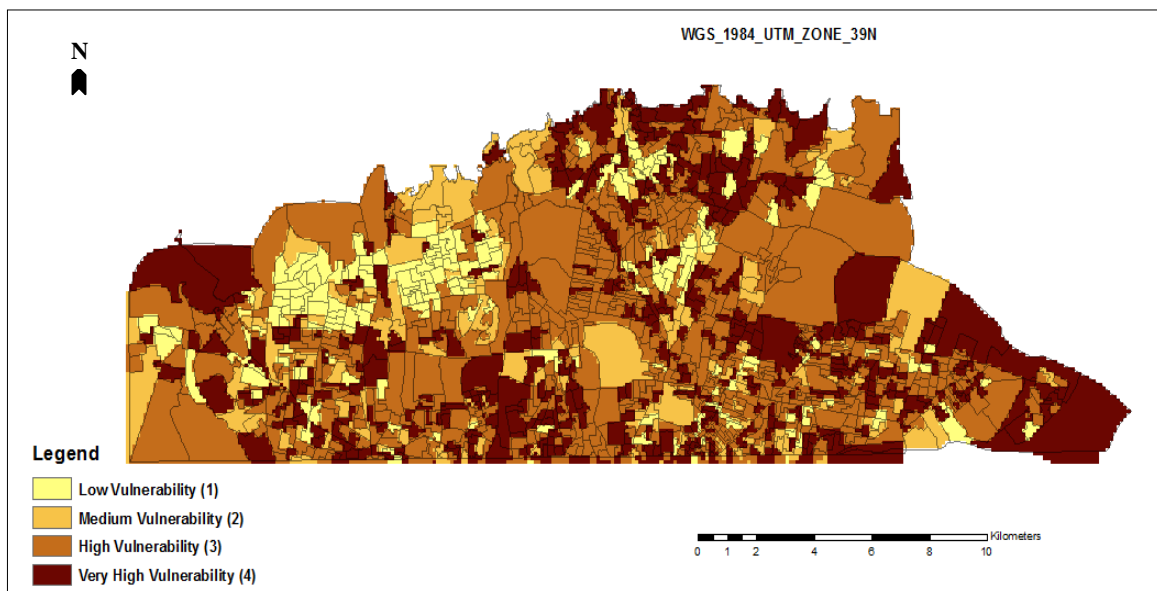 WGS_1984_UTM_ZONE_39N
N
Legend
Low Vulnerability (1)
Medium Vulnerability (2)
High Vulnerability (3)
Very High Vulnerability (4)
Kilometers
0 1 2 4 6 8 10